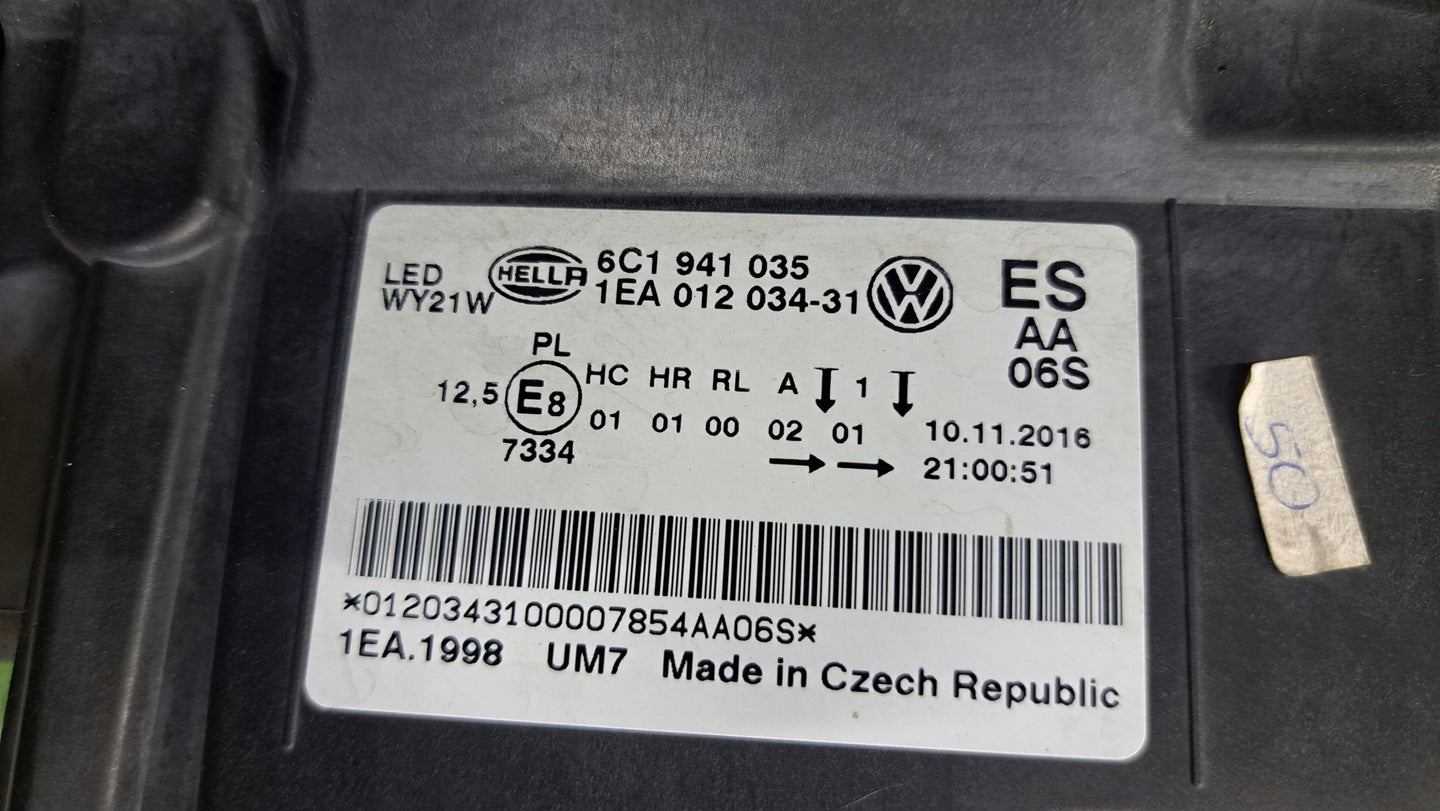 LED
WY21W
HELLA
6C1 941 035
1EA 012 034-31
ES
AA
06S
PL
12,5 E8
7334
HC HR RL A 1
01 01 00 02 01
10.11.2016
21:00:51
*0120343100007854AA06S*
1EA.1998 UM7 Made in Czech Republic
50